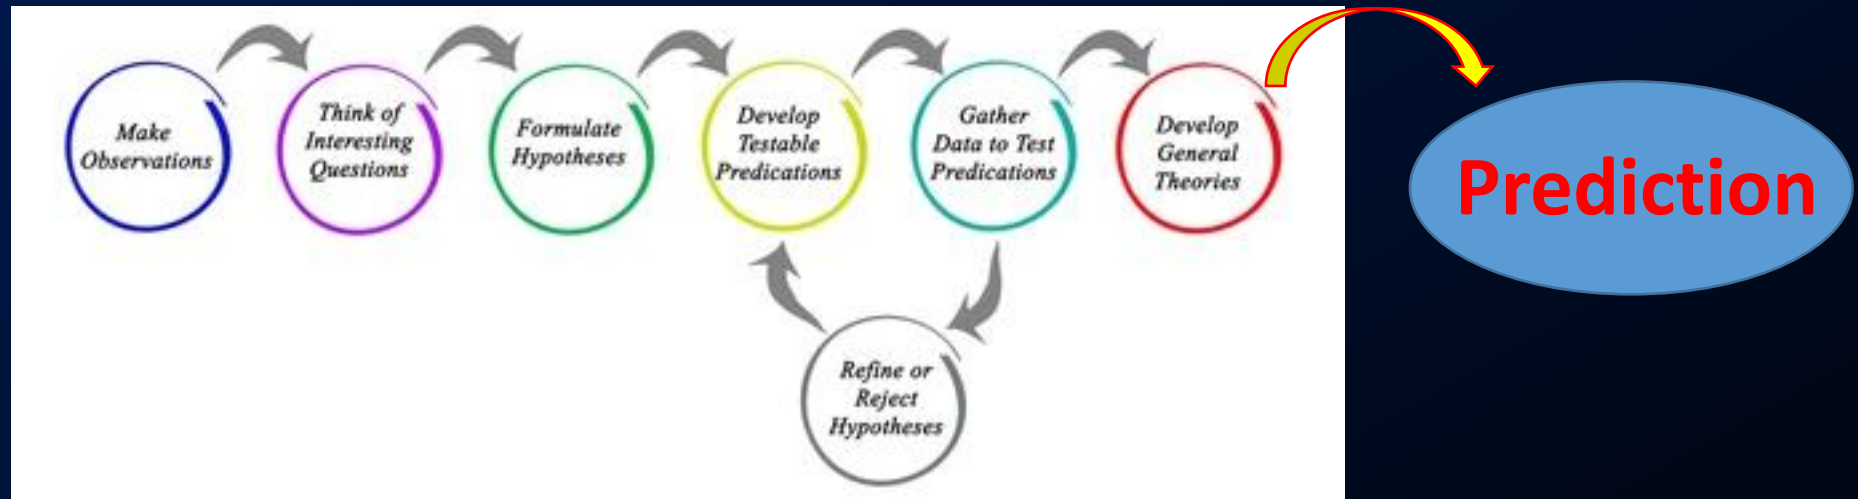 Make
Observations
Think of
Interesting
Questions
Formulate
Hypotheses
Develop
Testable
Predications
Gather
Data to Test
Predications
Develop
General
Theories
Prediction
Refine or
Reject
Hypotheses